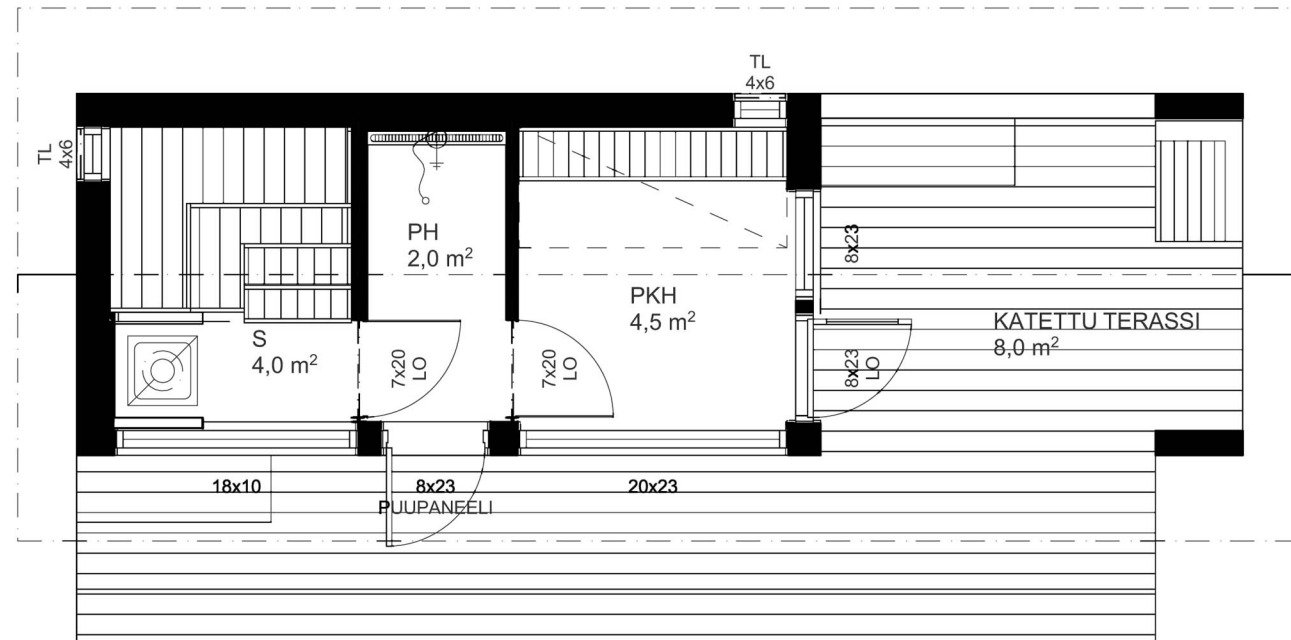 TL
4x6
TL
4x6
PH
2,0 m²
8x23
PKH
4,5 m²
KATETTU TERASSI
8,0 m²
S
4,0 m²
7x20
LO
7x20
LO
8x23
LO
18x10
8x23
20x23
PUUPANEELI